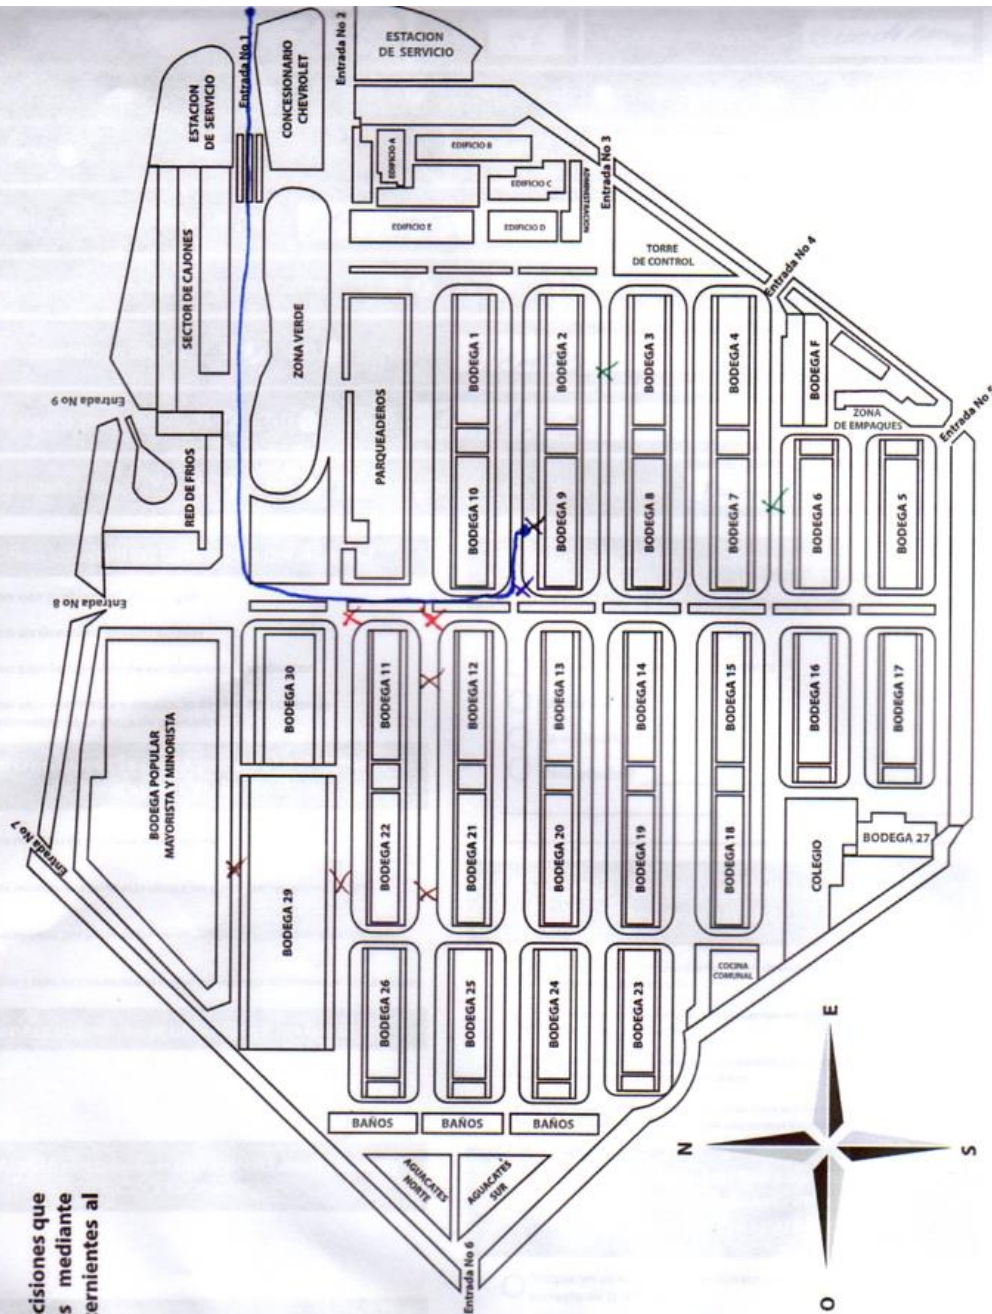 Entrada No 1
Entrada No 2
ESTACION
DE SERVICIO
ESTACION
DE SERVICIO
CONCESIONARIO
CHEVROLET
EDIFICIO A
EDIFICIO B
EDIFICIO C
EDIFICIO D
EDIFICIO E
ADMINISTRACION
Entrada No 3
TORRE
DE CONTROL
Entrada No 4
SECTOR DE CAJONES
ZONA VERDE
PARQUEADEROS
BODEGA 1
BODEGA 2
BODEGA 3
BODEGA 4
BODEGA F
ZONA
DE EMPAQUES
Entrada No 5
Entrada No 9
RED DE FRIOS
BODEGA 10
BODEGA 9
BODEGA 8
BODEGA 7
BODEGA 6
BODEGA 5
Entrada No 8
BODEGA POPULAR
MAYORISTA Y MINORISTA
BODEGA 30
BODEGA 11
BODEGA 12
BODEGA 13
BODEGA 14
BODEGA 15
BODEGA 16
BODEGA 17
Entrada No 7
BODEGA 29
BODEGA 22
BODEGA 21
BODEGA 20
BODEGA 19
BODEGA 18
COLEGIO
BODEGA 27
BODEGA 26
BODEGA 25
BODEGA 24
BODEGA 23
COCINA
COMUNAL
BAÑOS
BAÑOS
BAÑOS
AGUACATES
NORTE
AGUACATES
SUR
Entrada No 6
N
E
S
O
cisiones que
s mediante
ernientes al